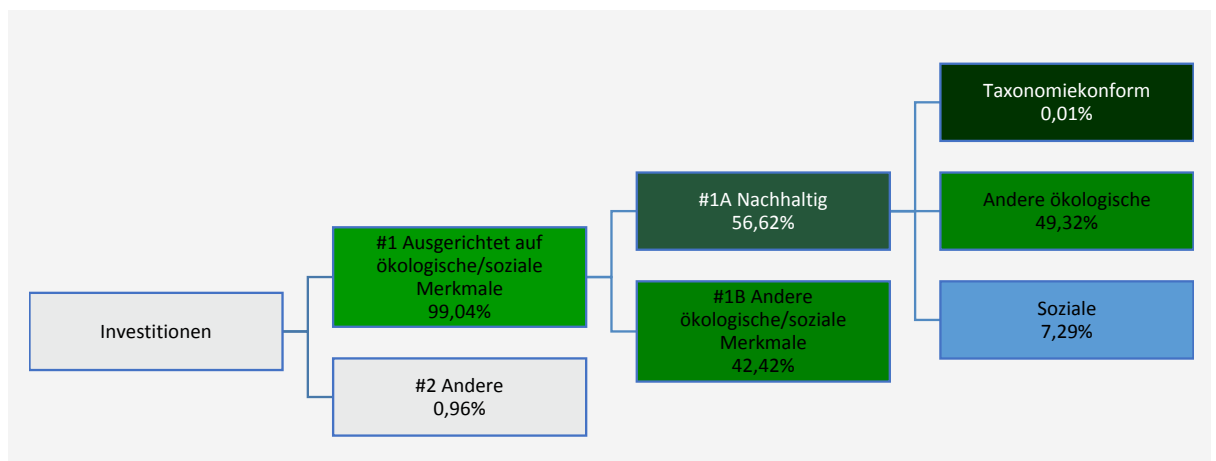 Investitionen
#1 Ausgerichtet auf
ökologische/soziale
Merkmale
99,04%
#2 Andere
0,96%
#1A Nachhaltig
56,62%
#1B Andere
ökologische/soziale
Merkmale
42,42%
Taxonomiekonform
0,01%
Andere ökologische
49,32%
Soziale
7,29%